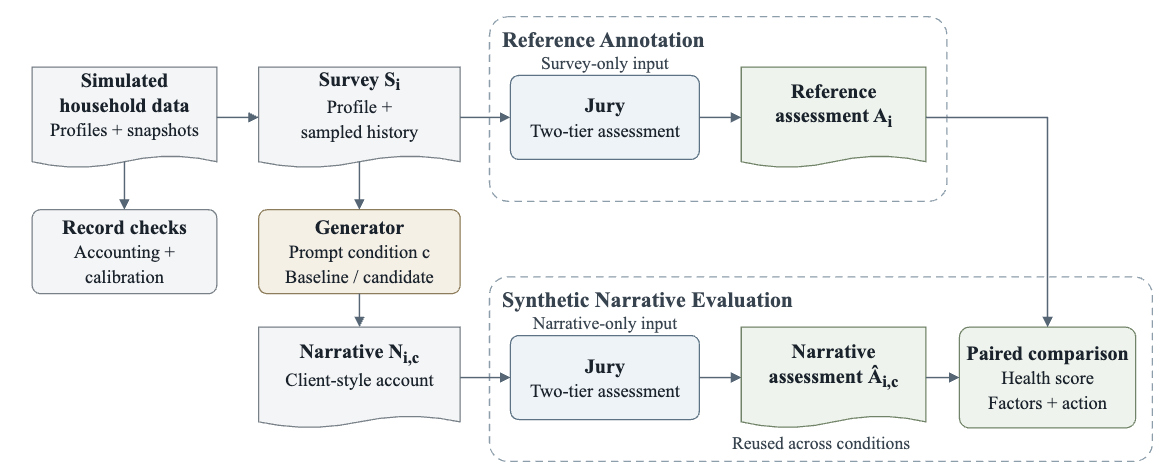 Reference Annotation
Survey-only input
Simulated
household data
Profiles + snapshots
Survey Sᵢ
Profile +
sampled history
Jury
Two-tier assessment
Reference
assessment Aᵢ
Record checks
Accounting +
calibration
Generator
Prompt condition c
Baseline / candidate
Synthetic Narrative Evaluation
Narrative-only input
Narrative Ni,c
Client-style account
Jury
Two-tier assessment
Narrative
assessment Âi,c
Paired comparison
Health score
Factors + action
Reused across conditions